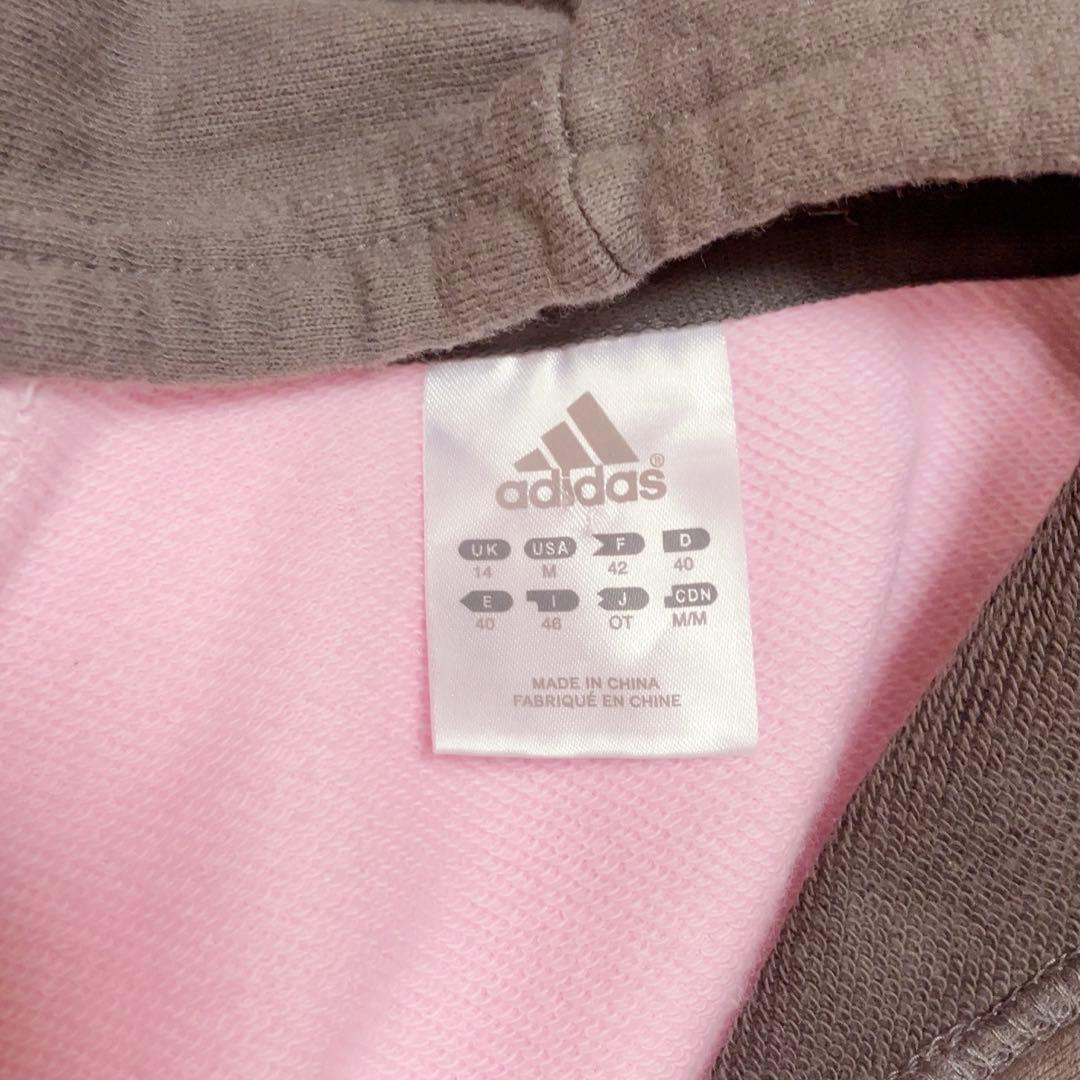 adidas®
UK USA F D
14 M 42 40
E I J CDN
40 46 OT M/M
MADE IN CHINA
FABRIQUÉ EN CHINE